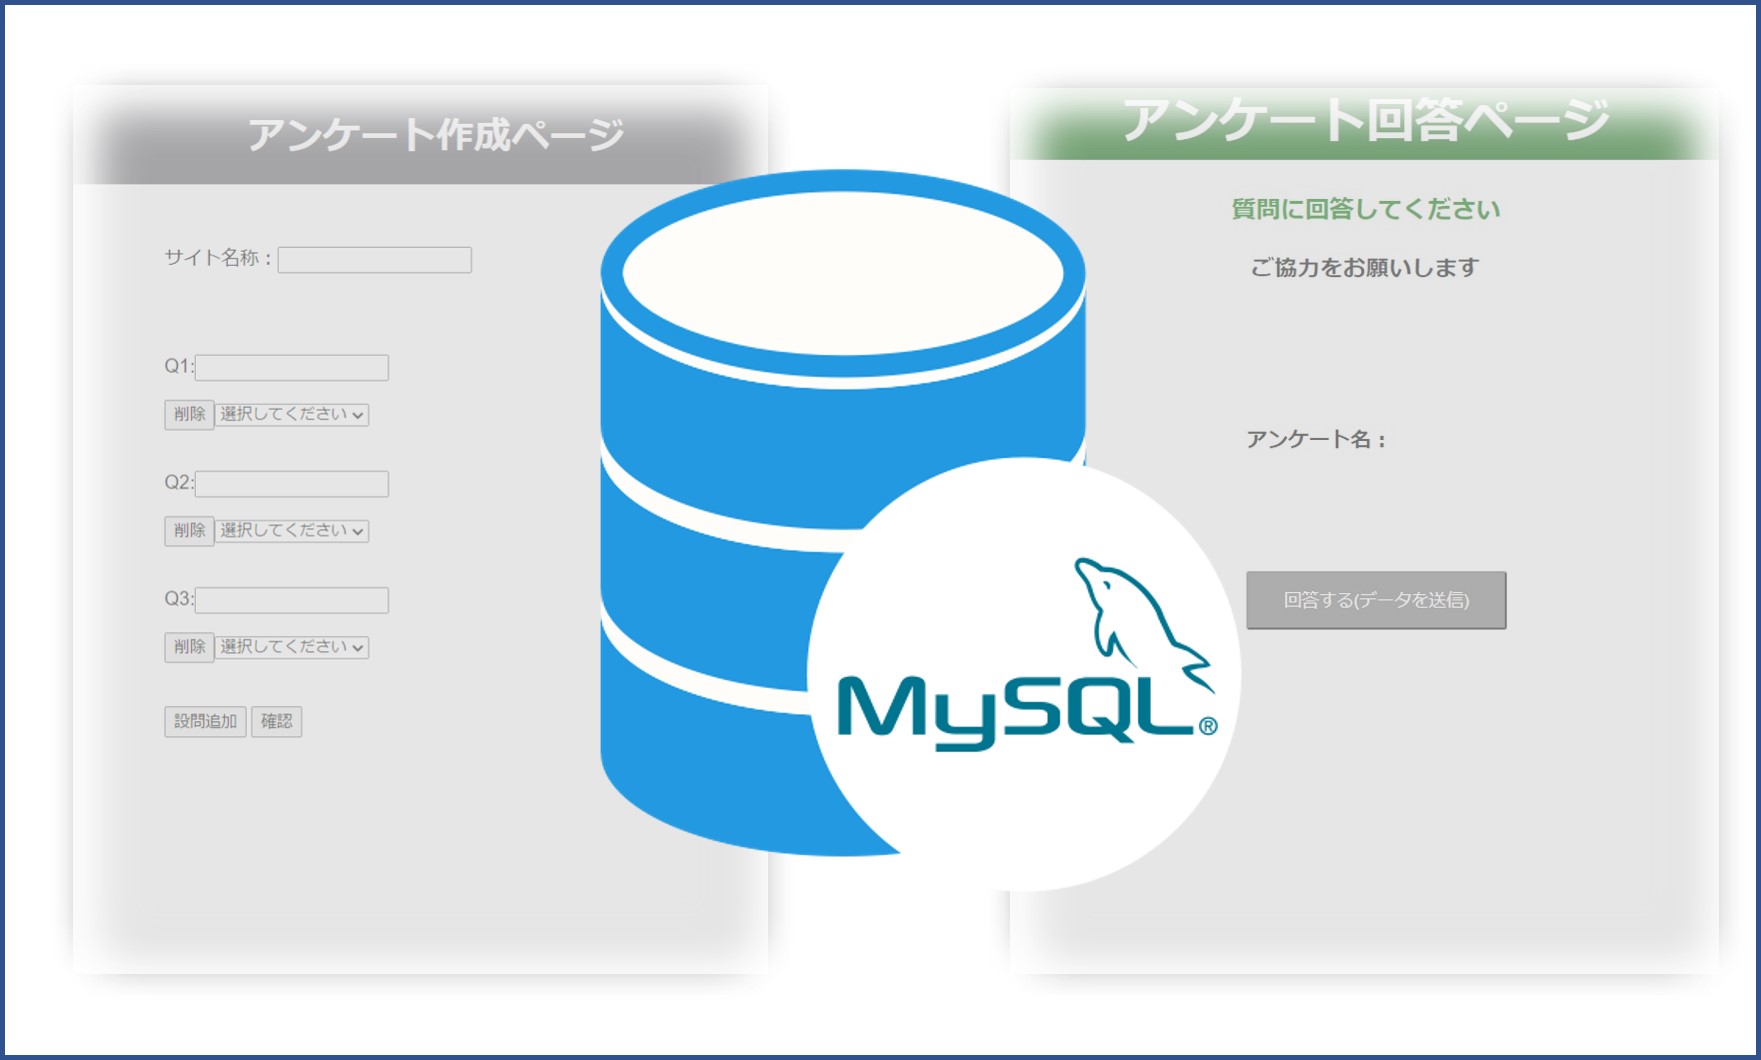 アンケート作成ページ
サイト名称：
Q1:
削除 選択してください
Q2:
削除 選択してください
Q3:
削除 選択してください
設問追加 確認
アンケート回答ページ
質問に回答してください
ご協力をお願いします
アンケート名：
回答する(データを送信)
MySQL®